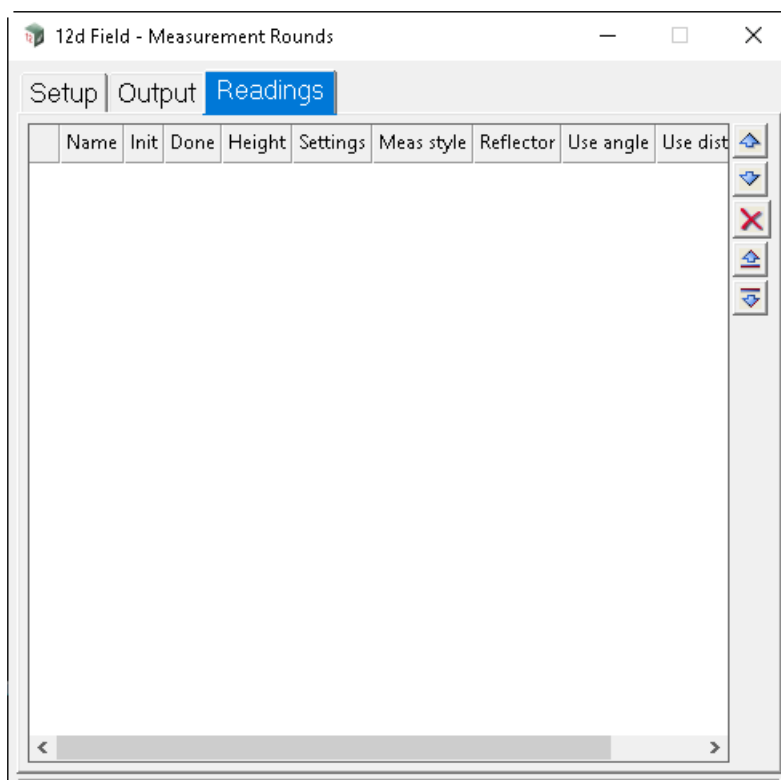 12d Field - Measurement Rounds
Setup Output Readings
Name Init Done Height Settings Meas style Reflector Use angle Use dist